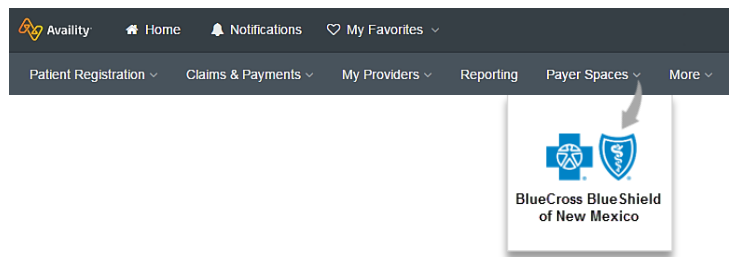 Availity Home Notifications My Favorites
Patient Registration Claims & Payments My Providers Reporting Payer Spaces More
BlueCross BlueShield
of New Mexico